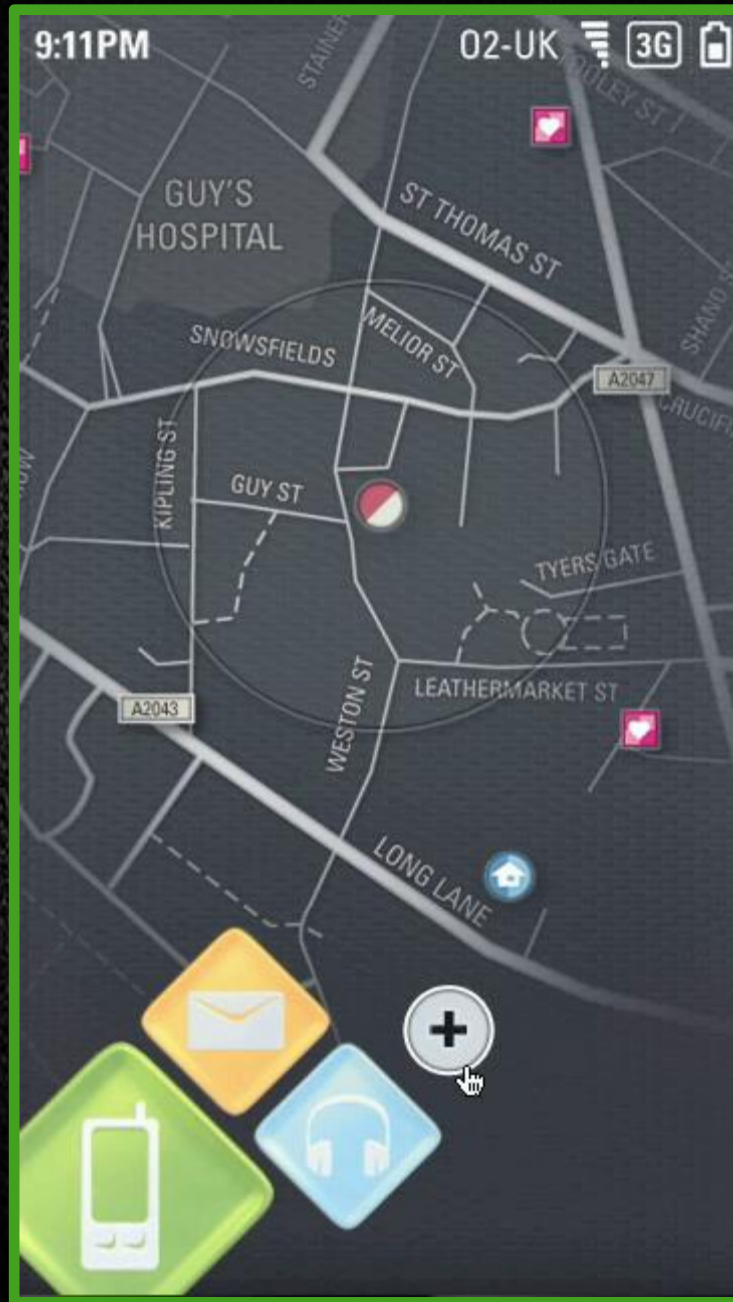 9:11PM
O2-UK
3G
GUY'S
HOSPITAL
ST THOMAS ST
SNOWSFIELDS
MELIOR ST
A2047
KIPLING ST
GUY ST
TYERS GATE
WESTON ST
LEATHERMARKET ST
A2043
LONG LANE